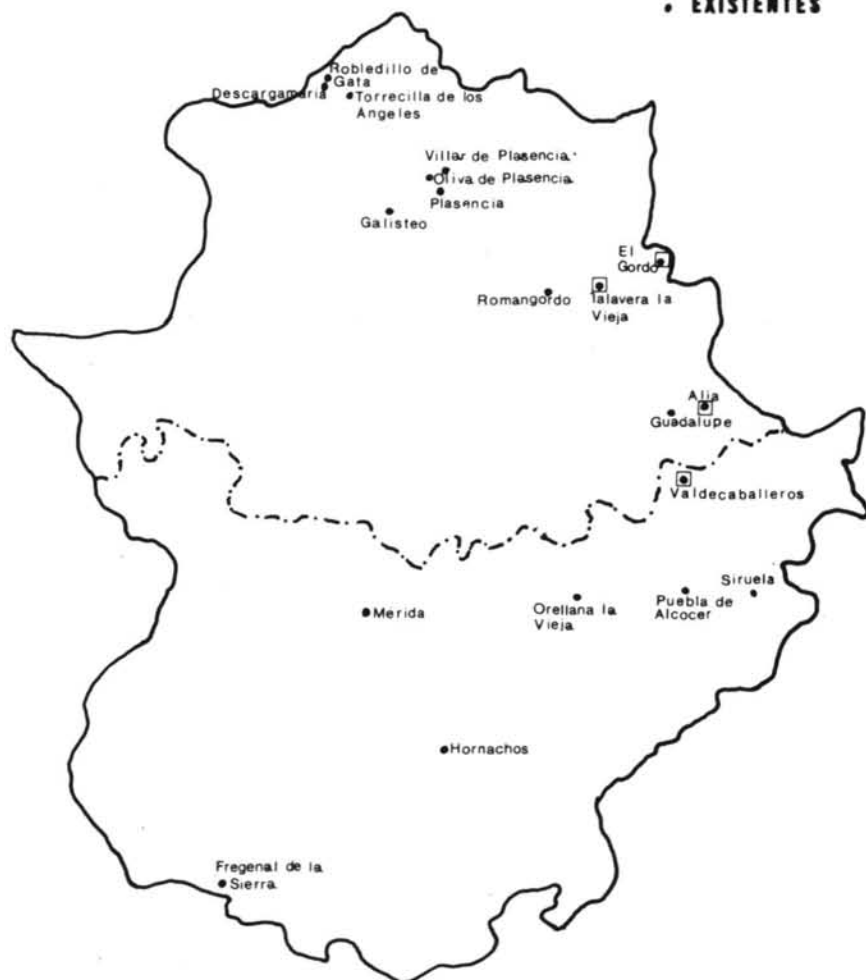 • EXISTENTES
Robledillo de
Gata
Descargamaria
Torrecilla de los
Angeles
Villar de Plasencia
Oliva de Plasencia
Plasencia
Galisteo
El
Gordo
Romangordo
Talavera la
Vieja
Alia
Guadalupe
Valdecaballeros
Siruela
Merida
Orellana la
Vieja
Puebla de
Alcocer
Hornachos
Fregenal de la
Sierra